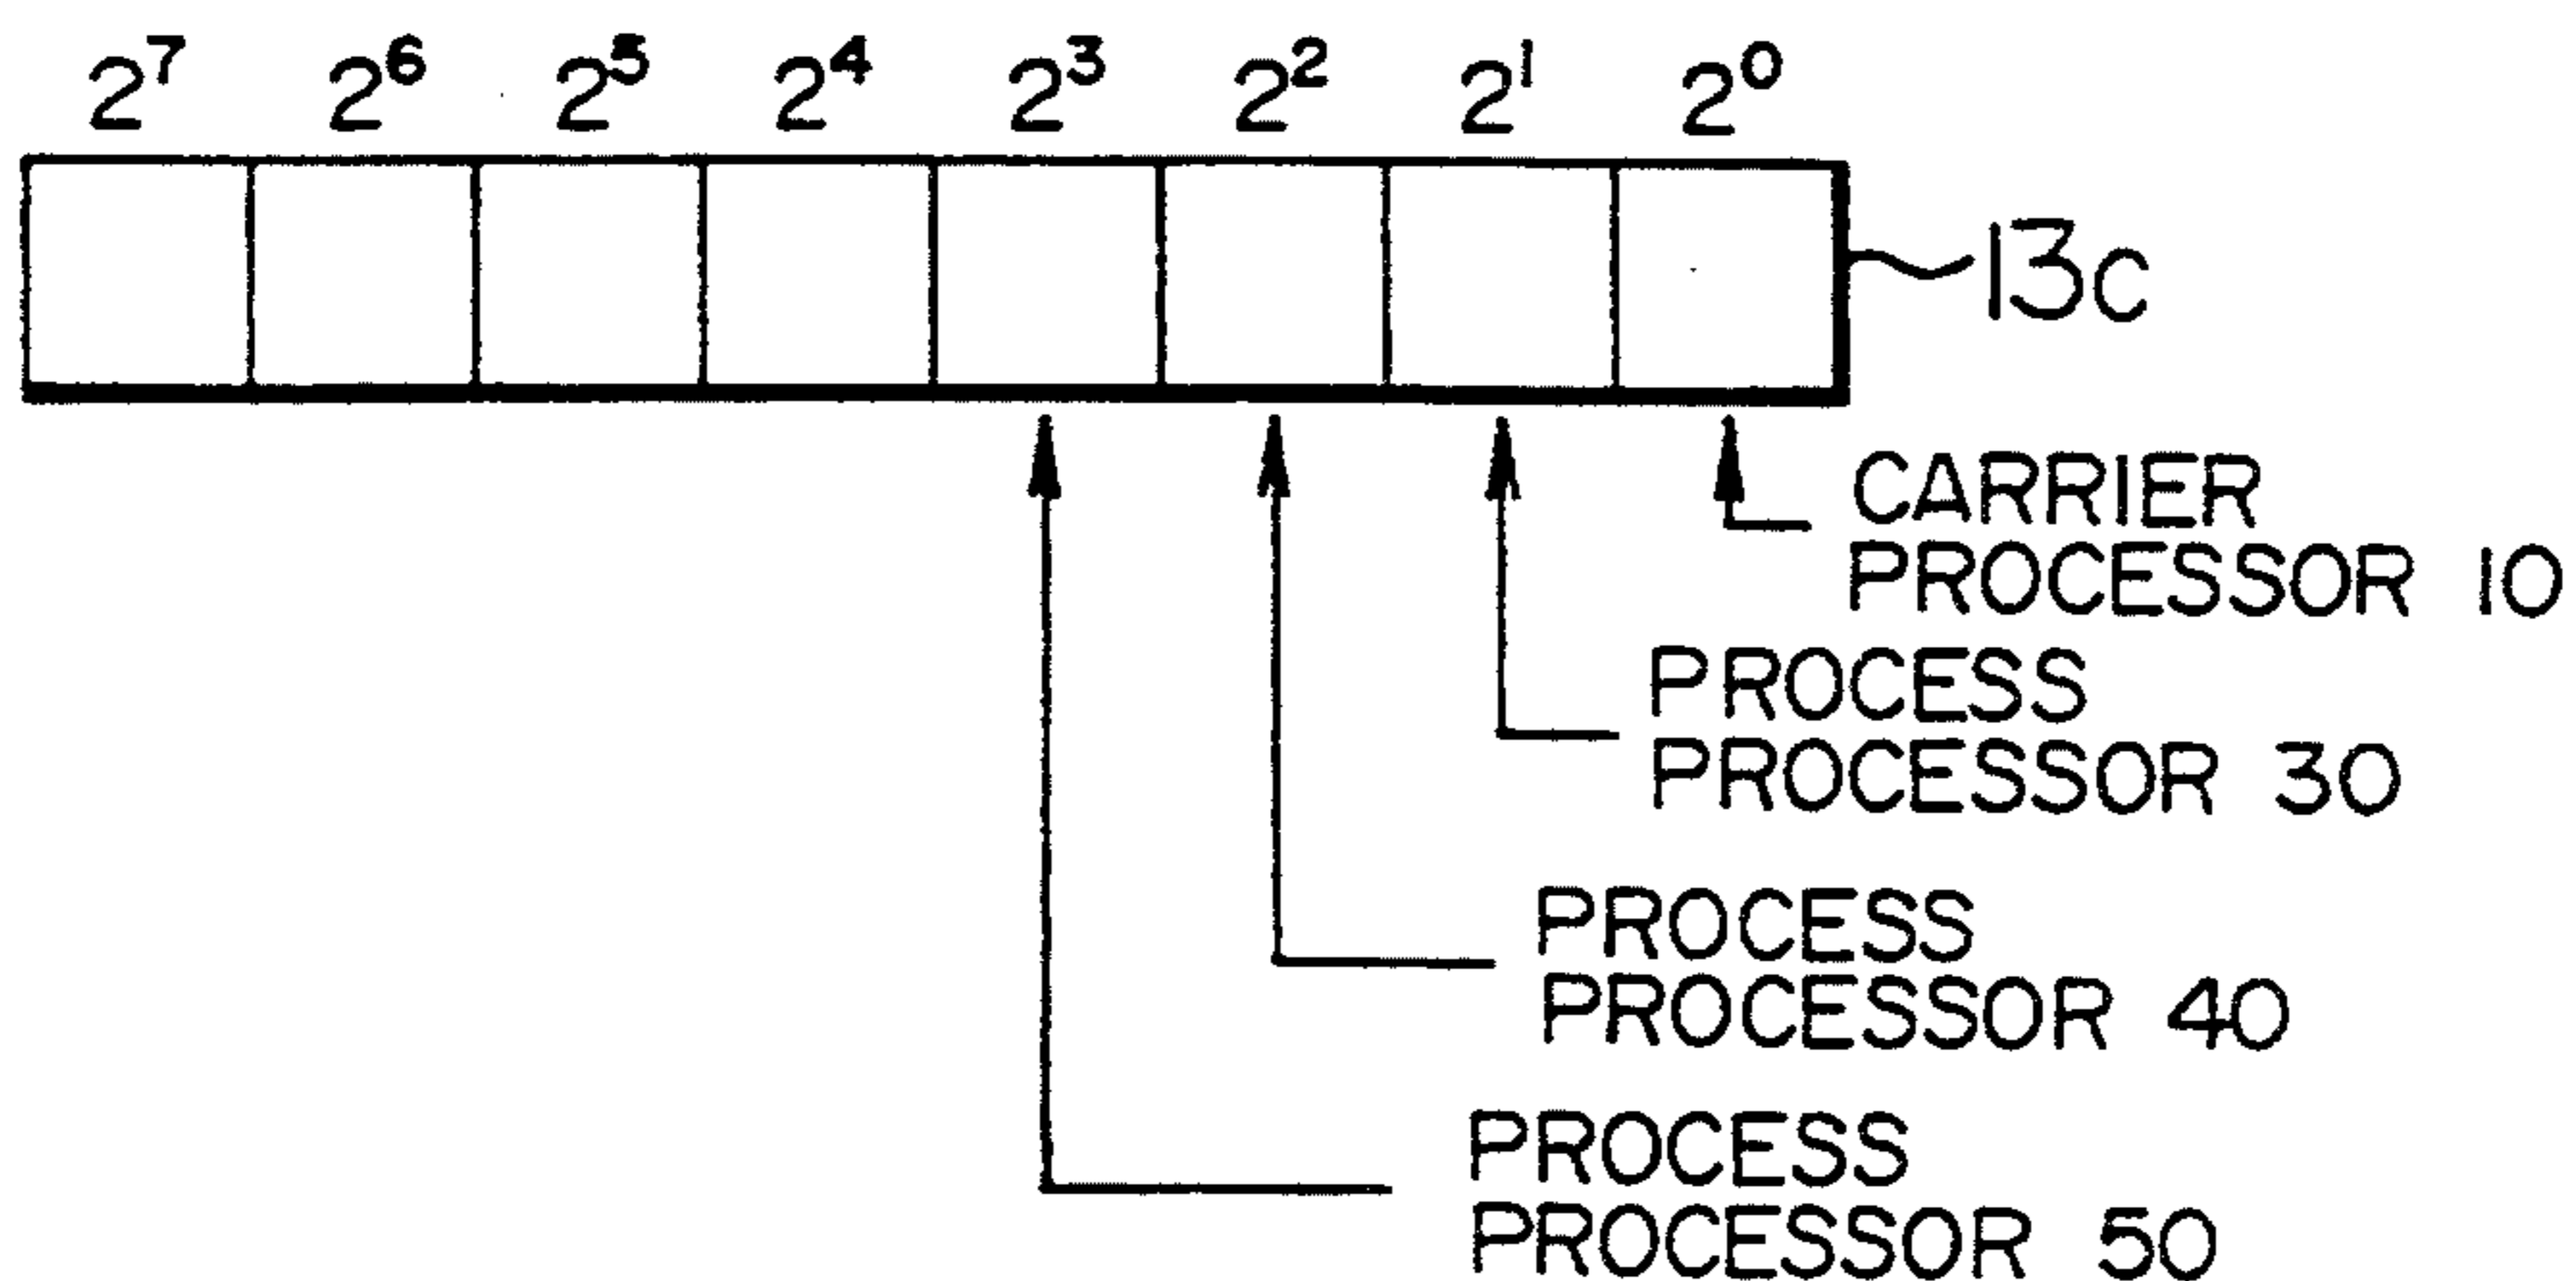 2⁷ 2⁶ 2⁵ 2⁴ 2³ 2² 2¹ 2⁰
13c
CARRIER
PROCESSOR 10
PROCESS
PROCESSOR 30
PROCESS
PROCESSOR 40
PROCESS
PROCESSOR 50